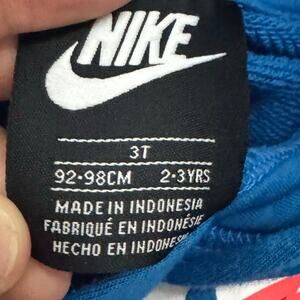 NIKE
3T
92-98CM 2-3YRS
MADE IN INDONESIA
FABRIQUÉ EN INDONÉSIE
HECHO EN INDONESIA